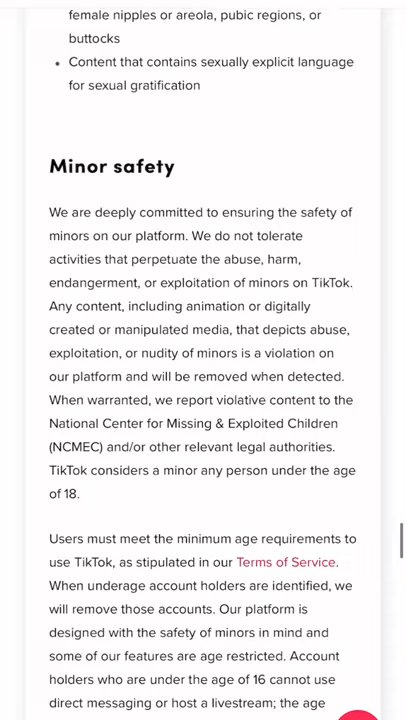 female nipples or areola, pubic regions, or
buttocks
• Content that contains sexually explicit language
for sexual gratification
Minor safety
We are deeply committed to ensuring the safety of
minors on our platform. We do not tolerate
activities that perpetuate the abuse, harm,
endangerment, or exploitation of minors on TikTok.
Any content, including animation or digitally
created or manipulated media, that depicts abuse,
exploitation, or nudity of minors is a violation on
our platform and will be removed when detected.
When warranted, we report violative content to the
National Center for Missing & Exploited Children
(NCMEC) and/or other relevant legal authorities.
TikTok considers a minor any person under the age
of 18.
Users must meet the minimum age requirements to
use TikTok, as stipulated in our Terms of Service.
When underage account holders are identified, we
will remove those accounts. Our platform is
designed with the safety of minors in mind and
some of our features are age restricted. Account
holders who are under the age of 16 cannot use
direct messaging or host a livestream; the age